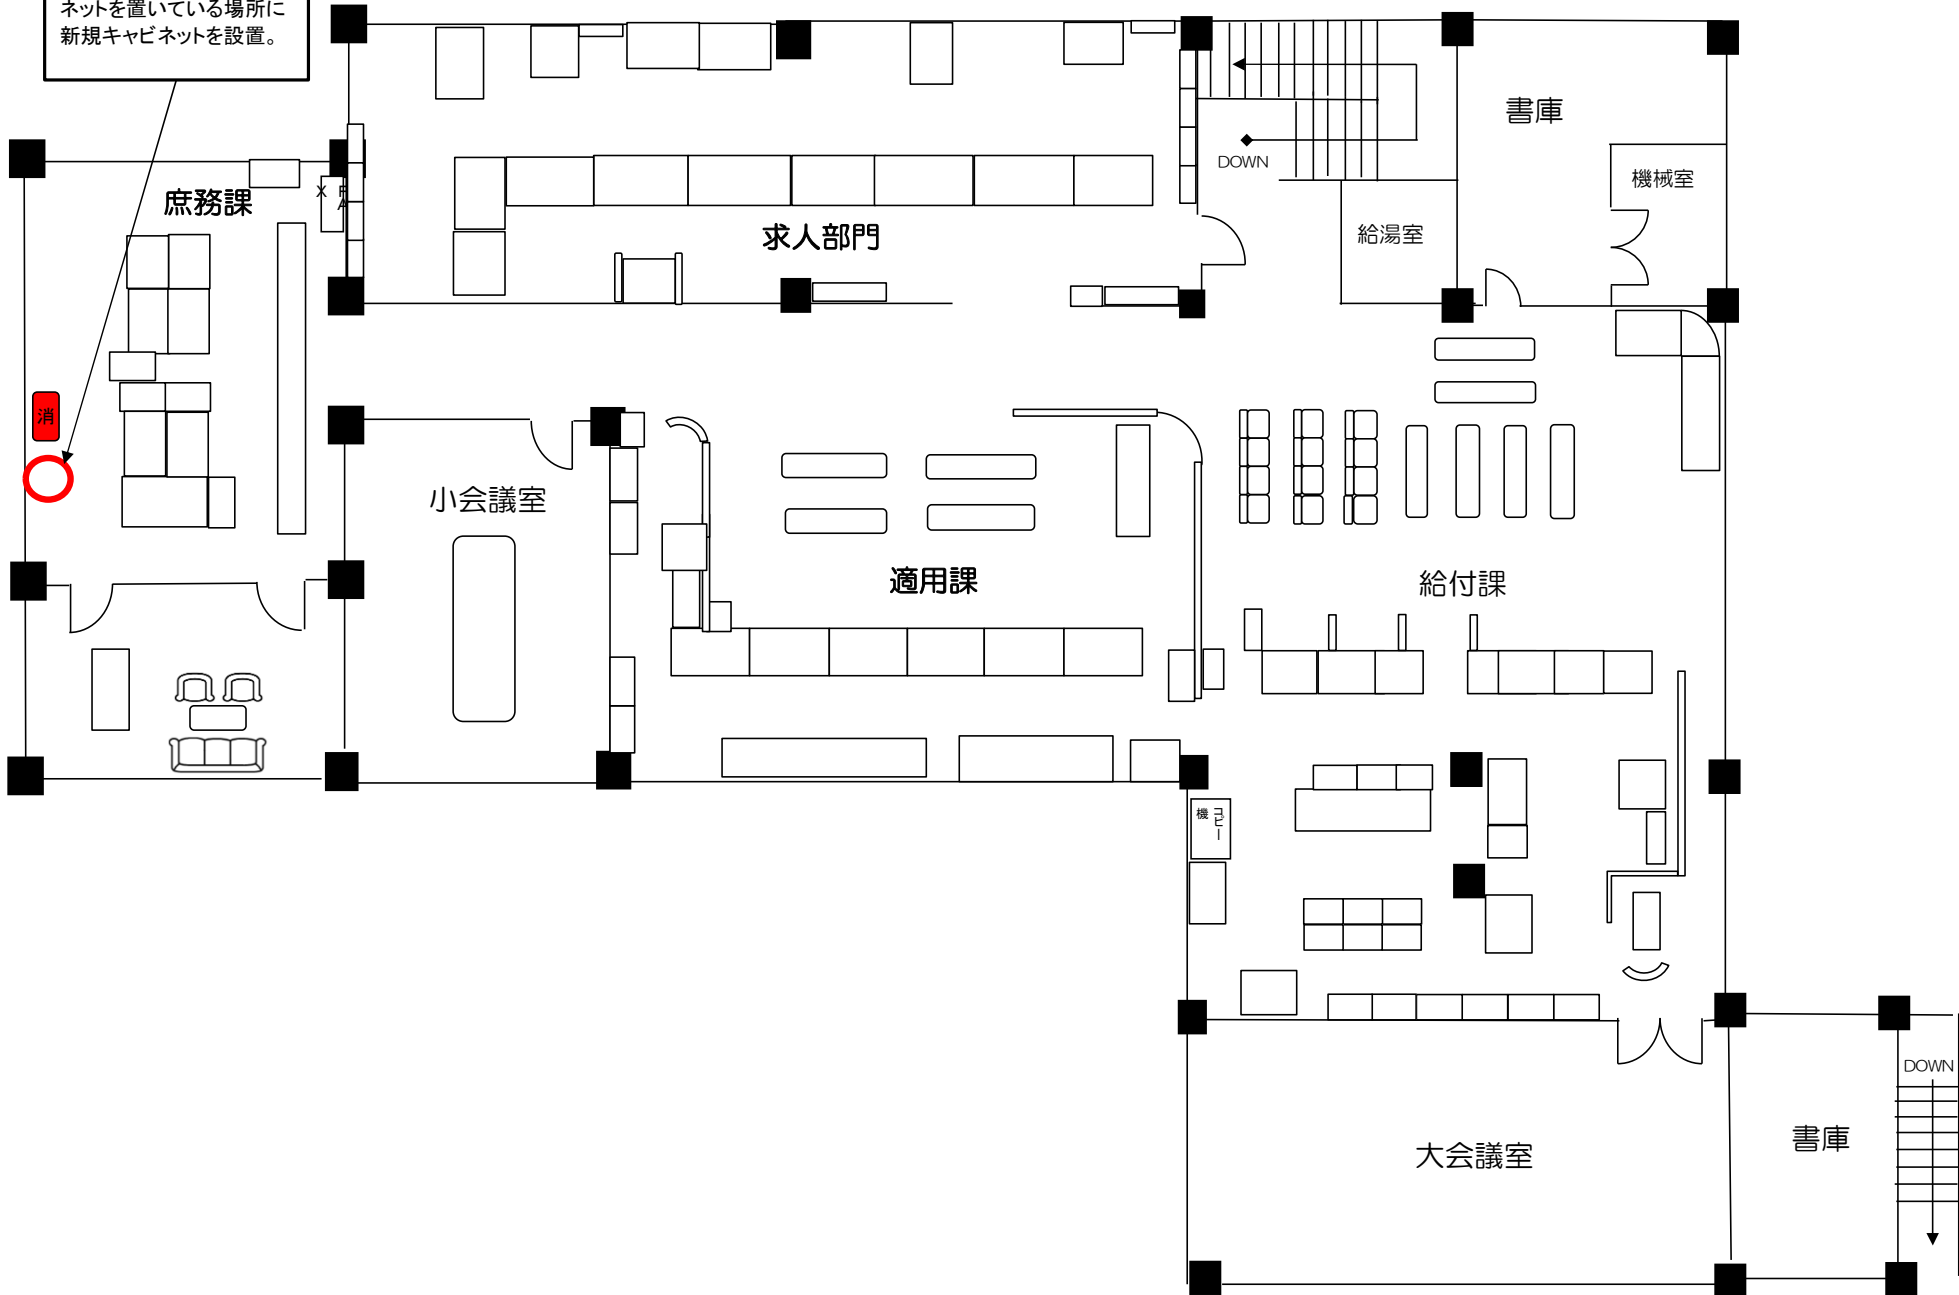 ネットを置いている場所に
新規キャビネットを設置。
書庫
DOWN
機械室
庶務課
FA
X
求人部門
給湯室
消
小会議室
適用課
給付課
コピー
機
DOWN
大会議室
書庫